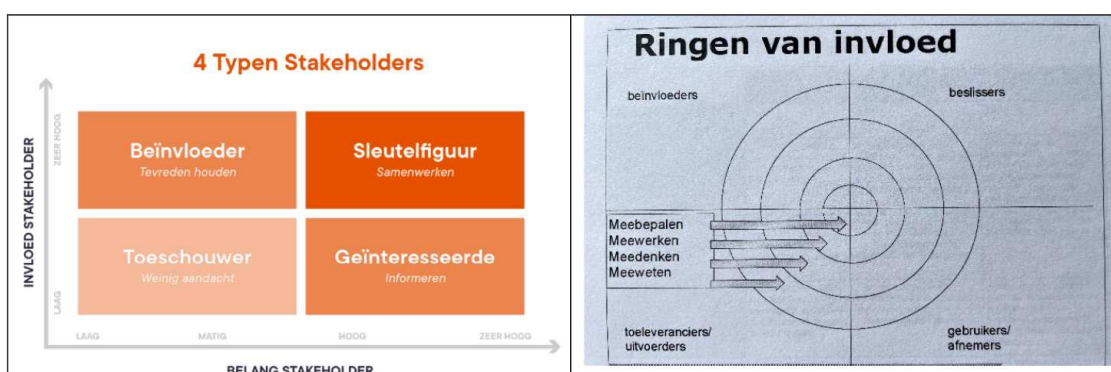 4 Typen Stakeholders
INVLOED STAKEHOLDER
ZEER HOOG
LAAG
Beïnvloeder
Tevreden houden
Sleutelfiguur
Samenwerken
Toeschouwer
Weinig aandacht
Geïnteresseerde
Informeren
LAAG MATIG HOOG ZEER HOOG
BELANG STAKEHOLDER
Ringen van invloed
beïnvloeders
beslissers
Meebepalen
Meewerken
Meedenken
Meeweten
toeleveranciers/
uitvoerders
gebruikers/
afnemers